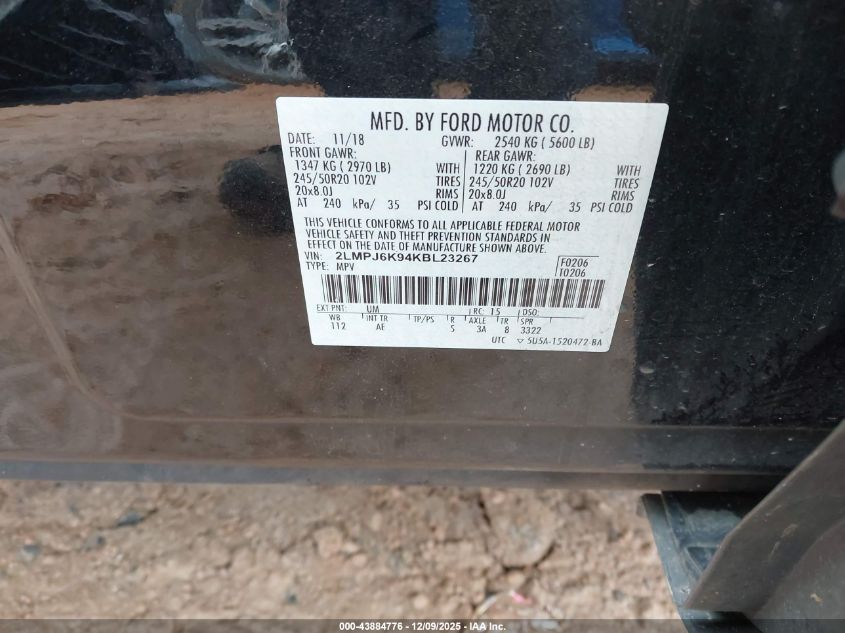 MFD. BY FORD MOTOR CO.
DATE: 11/18 GVWR: 2540 KG ( 5600 LB)
FRONT GAWR: REAR GAWR:
1347 KG ( 2970 LB) WITH 1220 KG ( 2690 LB) WITH
245/50R20 102V TIRES 245/50R20 102V TIRES
20x8.0J RIMS 20x8.0J RIMS
AT 240 kPa/ 35 PSI COLD AT 240 kPa/ 35 PSI COLD
THIS VEHICLE CONFORMS TO ALL APPLICABLE FEDERAL MOTOR
VEHICLE SAFETY AND THEFT PREVENTION STANDARDS IN
EFFECT ON THE DATE OF MANUFACTURE SHOWN ABOVE.
VIN: 2LMPJ6K94KBL23267 F0206
TYPE: MPV T0206
EXT PNT: UM RC: 15 DSO:
WB INT TR TP/PS R AXLE TR SPR
112 AE 5 3A 8 3322
UTC ▽ 5U5A-1520472-BA
000-43884776 - 12/09/2025 - IAA Inc.